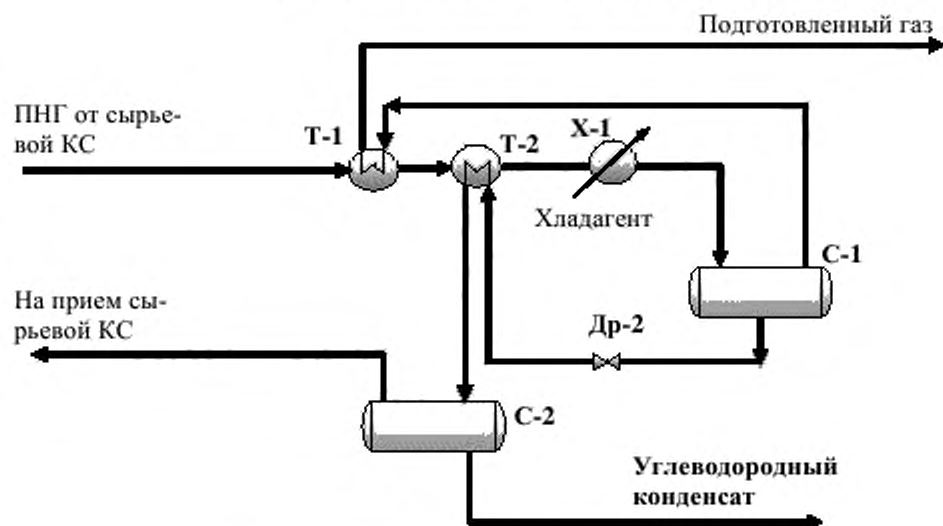 Подготовленный газ
ПНГ от сырье-
вой КС
Т-1
Т-2
Х-1
Хладагент
С-1
На прием сы-
рьевой КС
Др-2
С-2
Углеводородный
конденсат